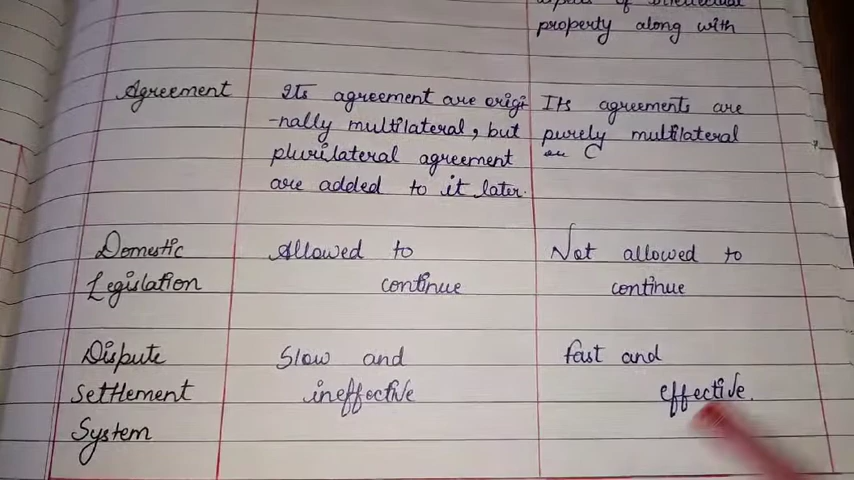 property along with
Agreement
Its agreement are origi
-nally multilateral, but
plurilateral agreement
are added to it later.
Its agreements are
purely multilateral
Domestic
Legislation
Allowed to
continue
Not allowed to
continue
Dispute
Settlement
System
Slow and
ineffective
fast and
effective.